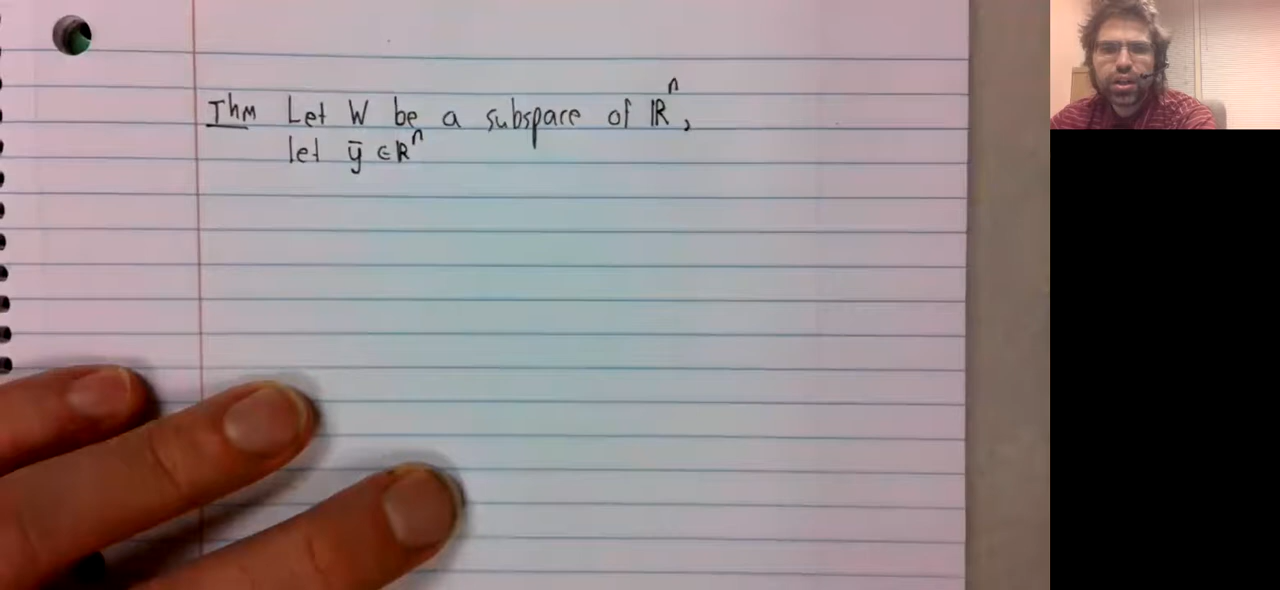 Thm Let W be a subspace of ℝⁿ,
let ȳ ∈ ℝⁿ